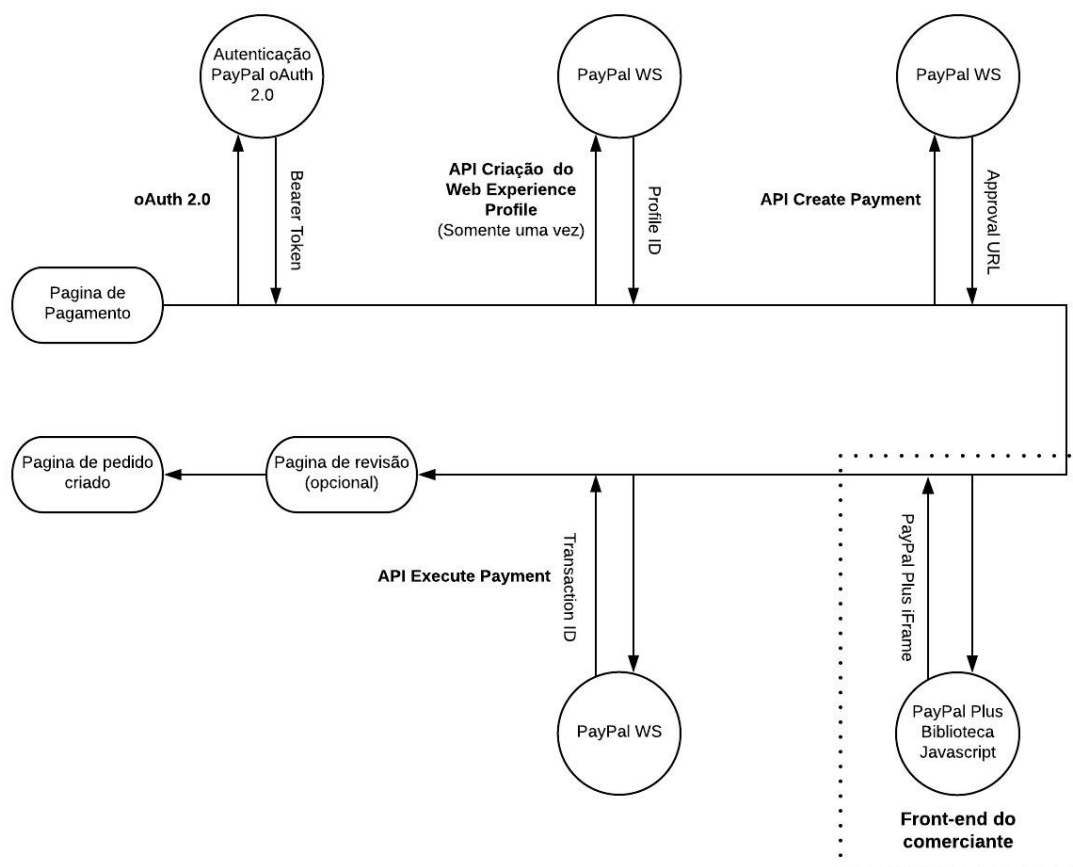 Autenticação
PayPal oAuth
2.0
PayPal WS
PayPal WS
oAuth 2.0
Bearer Token
API Criação do
Web Experience
Profile
(Somente uma vez)
Profile ID
API Create Payment
Approval URL
Pagina de
Pagamento
Pagina de pedido
criado
Pagina de revisão
(opcional)
API Execute Payment
Transaction ID
PayPal Plus iFrame
PayPal WS
PayPal Plus
Biblioteca
Javascript
Front-end do
comerciante